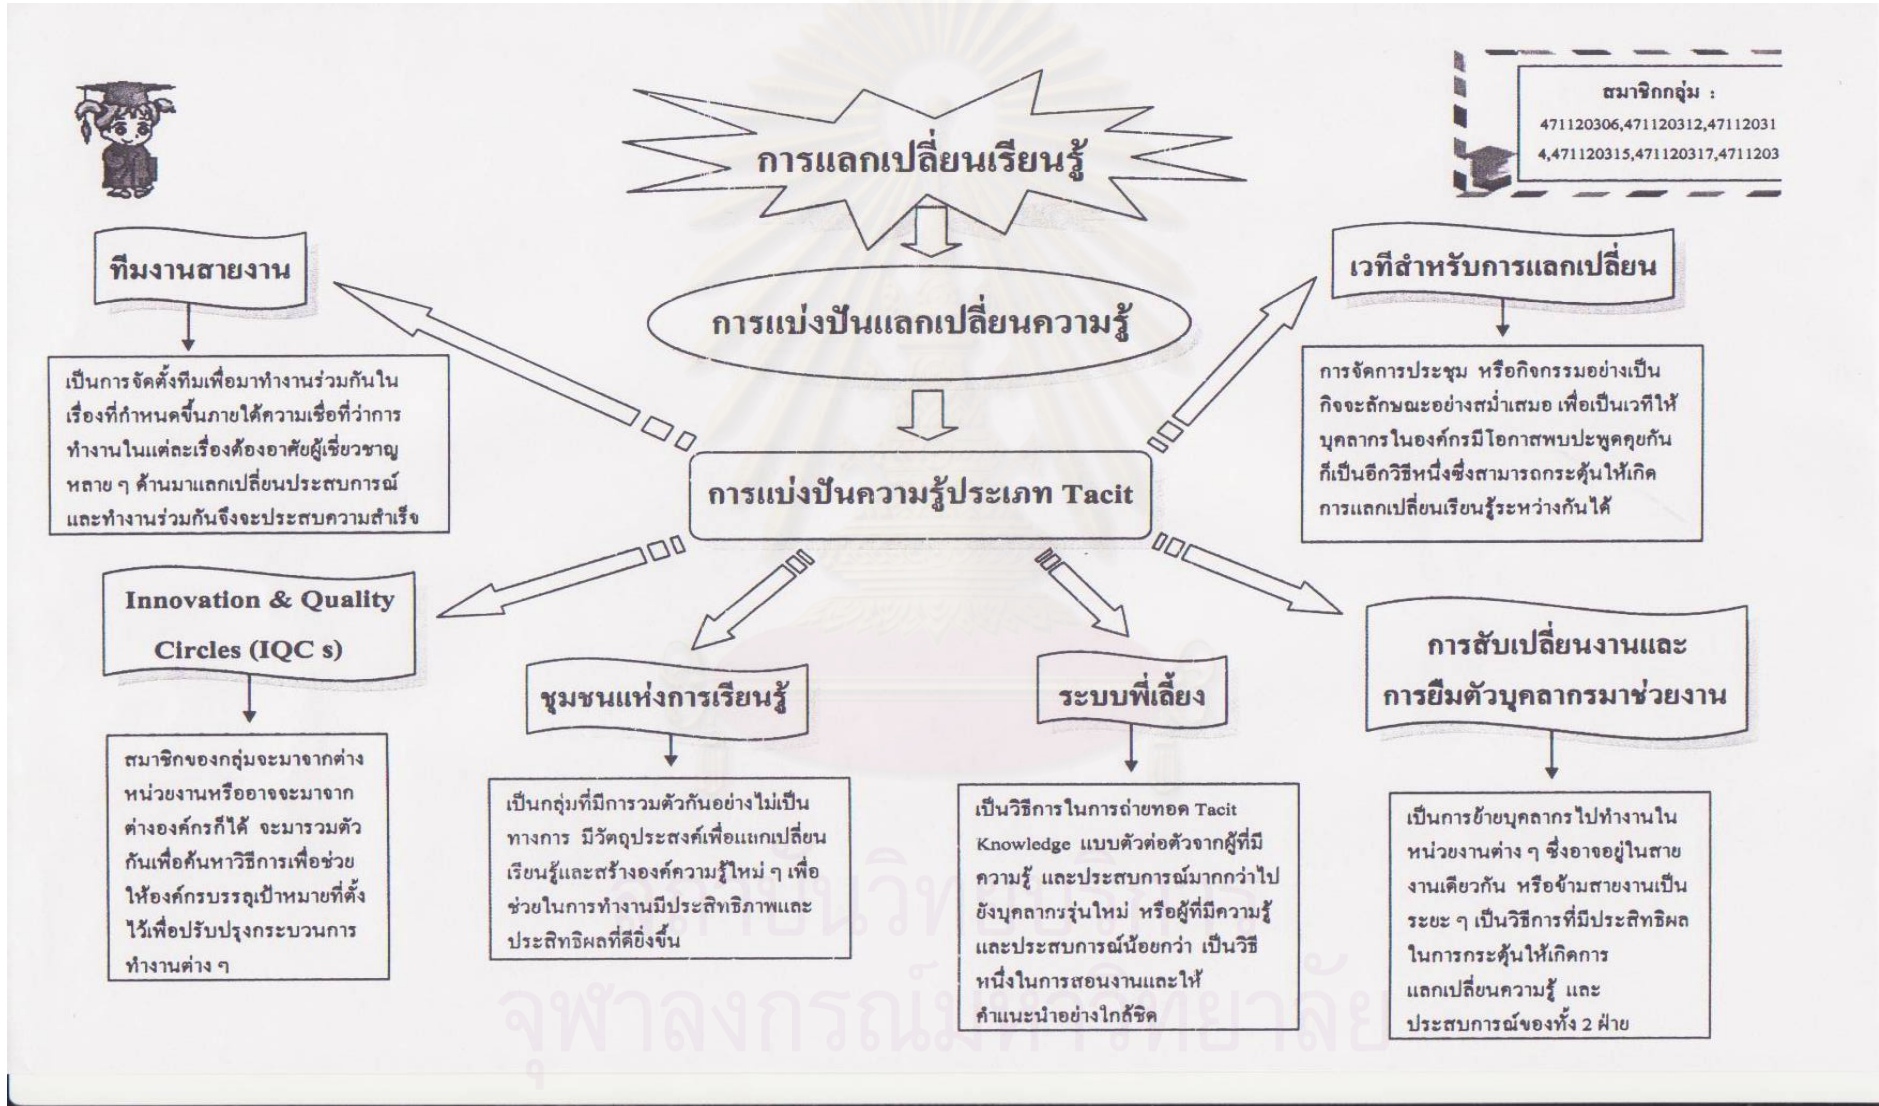 สมาชิกกลุ่ม :
471120306,471120312,47112031
4,471120315,471120317,4711203
การแลกเปลี่ยนเรียนรู้
การแบ่งปันแลกเปลี่ยนความรู้
การแบ่งปันความรู้ประเภท Tacit
ทีมงานสายงาน
เป็นการจัดตั้งทีมเพื่อมาทำงานร่วมกันใน
เรื่องที่กำหนดขึ้นภายใต้ความเชื่อที่ว่าการ
ทำงานในแต่ละเรื่องต้องอาศัยผู้เชี่ยวชาญ
หลาย ๆ ด้านมาแลกเปลี่ยนประสบการณ์
และทำงานร่วมกันจึงจะประสบความสำเร็จ
เวทีสำหรับการแลกเปลี่ยน
การจัดการประชุม หรือกิจกรรมอย่างเป็น
กิจจะลักษณะอย่างสม่ำเสมอ เพื่อเป็นเวทีให้
บุคลากรในองค์กรมีโอกาสพบปะพูดคุยกัน
ก็เป็นอีกวิธีหนึ่งซึ่งสามารถกระตุ้นให้เกิด
การแลกเปลี่ยนเรียนรู้ระหว่างกันได้
Innovation & Quality
Circles (IQC s)
สมาชิกของกลุ่มจะมาจากต่าง
หน่วยงานหรืออาจจะมาจาก
ต่างองค์กรก็ได้ จะมารวมตัว
กันเพื่อค้นหาวิธีการเพื่อช่วย
ให้องค์กรบรรลุเป้าหมายที่ตั้ง
ไว้เพื่อปรับปรุงกระบวนการ
ทำงานต่าง ๆ
ชุมชนแห่งการเรียนรู้
เป็นกลุ่มที่มีการรวมตัวกันอย่างไม่เป็น
ทางการ มีวัตถุประสงค์เพื่อแลกเปลี่ยน
เรียนรู้และสร้างองค์ความรู้ใหม่ ๆ เพื่อ
ช่วยในการทำงานมีประสิทธิภาพและ
ประสิทธิผลที่ดียิ่งขึ้น
ระบบพี่เลี้ยง
เป็นวิธีการในการถ่ายทอด Tacit
Knowledge แบบตัวต่อตัวจากผู้ที่มี
ความรู้ และประสบการณ์มากกว่าไป
ยังบุคลากรรุ่นใหม่ หรือผู้ที่มีความรู้
และประสบการณ์น้อยกว่า เป็นวิธี
หนึ่งในการสอนงานและให้
คำแนะนำอย่างใกล้ชิด
การสับเปลี่ยนงานและ
การยืมตัวบุคลากรมาช่วยงาน
เป็นการย้ายบุคลากรไปทำงานใน
หน่วยงานต่าง ๆ ซึ่งอาจอยู่ในสาย
งานเดียวกัน หรือข้ามสายงานเป็น
ระยะ ๆ เป็นวิธีการที่มีประสิทธิผล
ในการกระตุ้นให้เกิดการ
แลกเปลี่ยนความรู้ และ
ประสบการณ์ของทั้ง 2 ฝ่าย
สถาบันวิทยบริการ
จุฬาลงกรณ์มหาวิทยาลัย